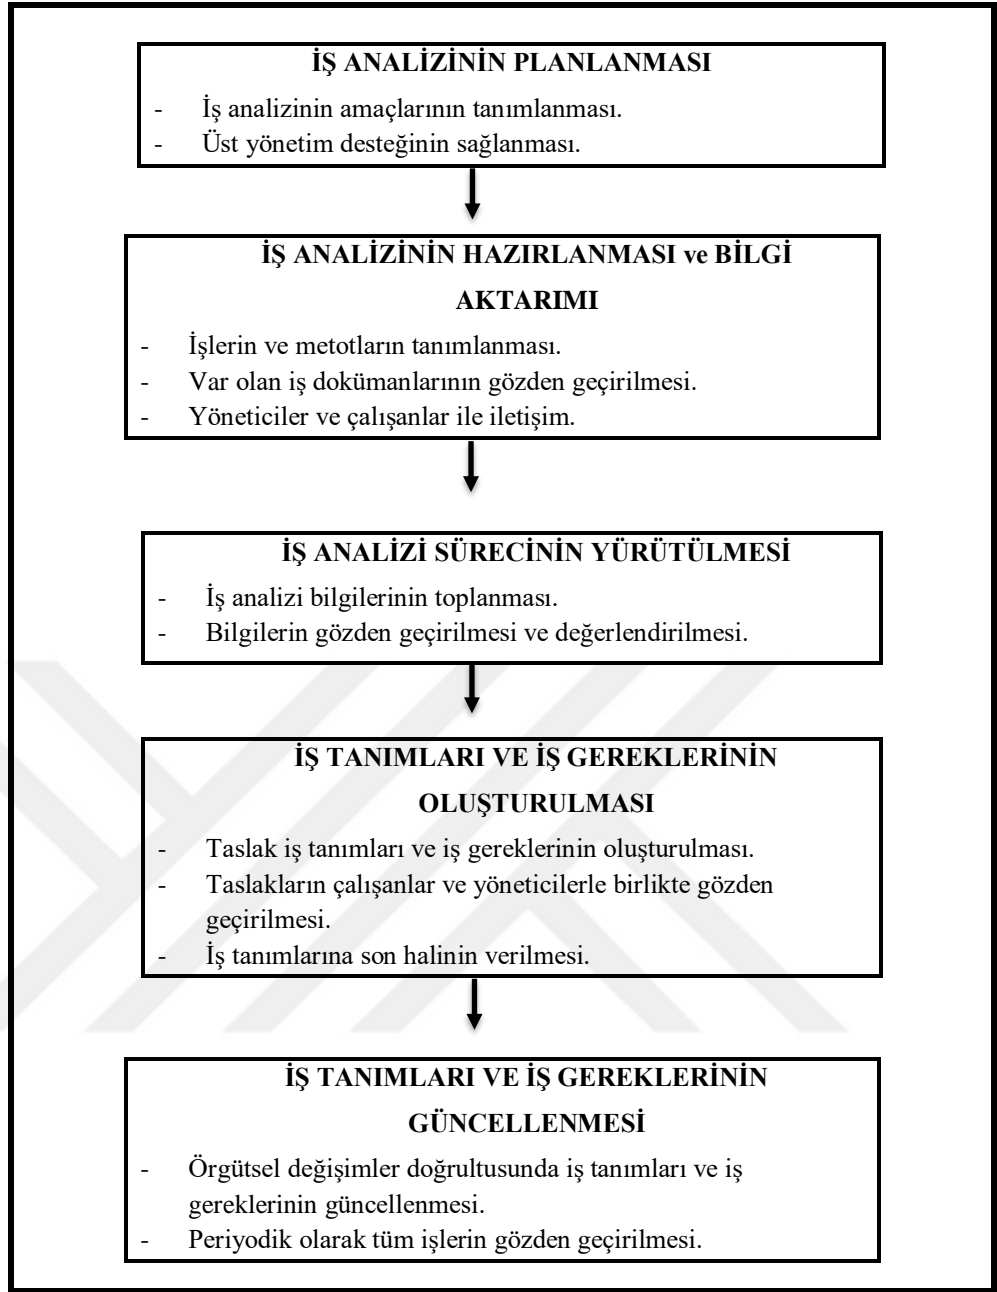 İŞ ANALİZİNİN PLANLANMASI
- İş analizinin amaçlarının tanımlanması.
- Üst yönetim desteğinin sağlanması.
İŞ ANALİZİNİN HAZIRLANMASI ve BİLGİ
AKTARIMI
- İşlerin ve metotların tanımlanması.
- Var olan iş dokümanlarının gözden geçirilmesi.
- Yöneticiler ve çalışanlar ile iletişim.
İŞ ANALİZİ SÜRECİNİN YÜRÜTÜLMESİ
- İş analizi bilgilerinin toplanması.
- Bilgilerin gözden geçirilmesi ve değerlendirilmesi.
İŞ TANIMLARI VE İŞ GEREKLERİNİN
OLUŞTURULMASI
- Taslak iş tanımları ve iş gereklerinin oluşturulması.
- Taslakların çalışanlar ve yöneticilerle birlikte gözden
geçirilmesi.
- İş tanımlarına son halinin verilmesi.
İŞ TANIMLARI VE İŞ GEREKLERİNİN
GÜNCELLENMESİ
- Örgütsel değişimler doğrultusunda iş tanımları ve iş
gereklerinin güncellenmesi.
- Periyodik olarak tüm işlerin gözden geçirilmesi.